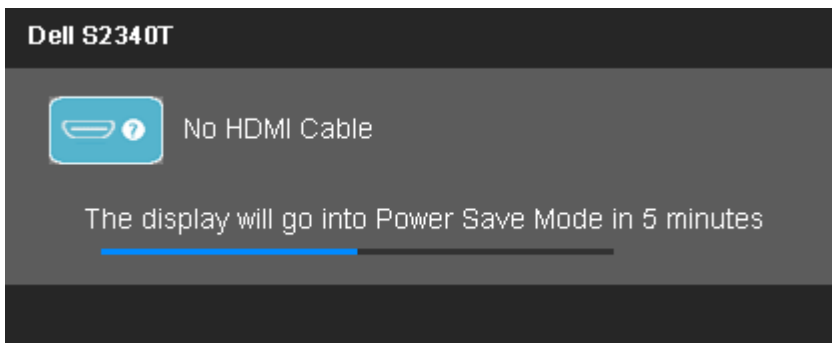 Dell S2340T
No HDMI Cable
The display will go into Power Save Mode in 5 minutes